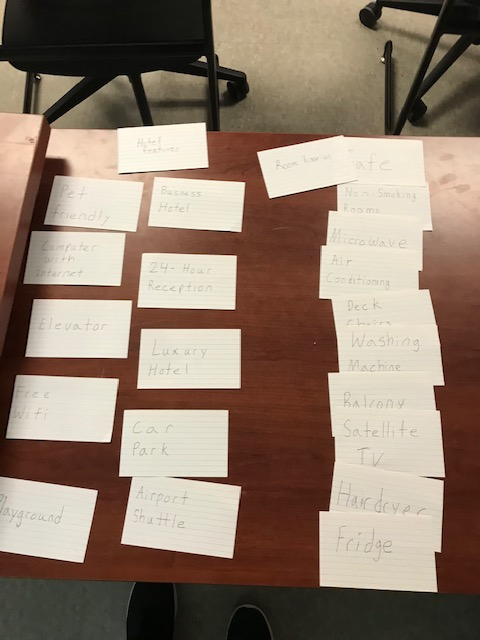 Hotel
features
Pet
friendly
Computer
with
Internet
Elevator
Free
Wifi
Playground
Business
Hotel
24-Hour
Reception
Luxury
Hotel
Car
Park
Airport
Shuttle
Room
Safe
Non-Smoking
Rooms
Microwave
Air
Conditioning
Deck
Chairs
Washing
Machine
Balcony
Satellite
TV
Hairdryer
Fridge